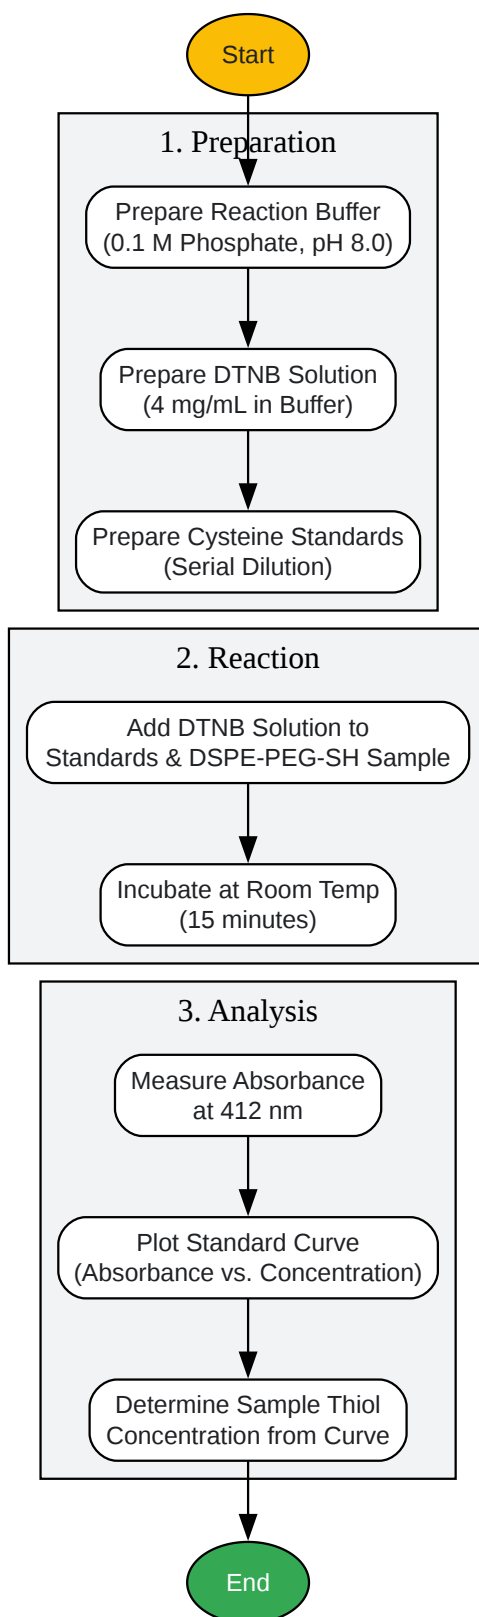 Start
1. Preparation
Prepare Reaction Buffer
(0.1 M Phosphate, pH 8.0)
Prepare DTNB Solution
(4 mg/mL in Buffer)
Prepare Cysteine Standards
(Serial Dilution)
2. Reaction
Add DTNB Solution to
Standards & DSPE-PEG-SH Sample
Incubate at Room Temp
(15 minutes)
3. Analysis
Measure Absorbance
at 412 nm
Plot Standard Curve
(Absorbance vs. Concentration)
Determine Sample Thiol
Concentration from Curve
End